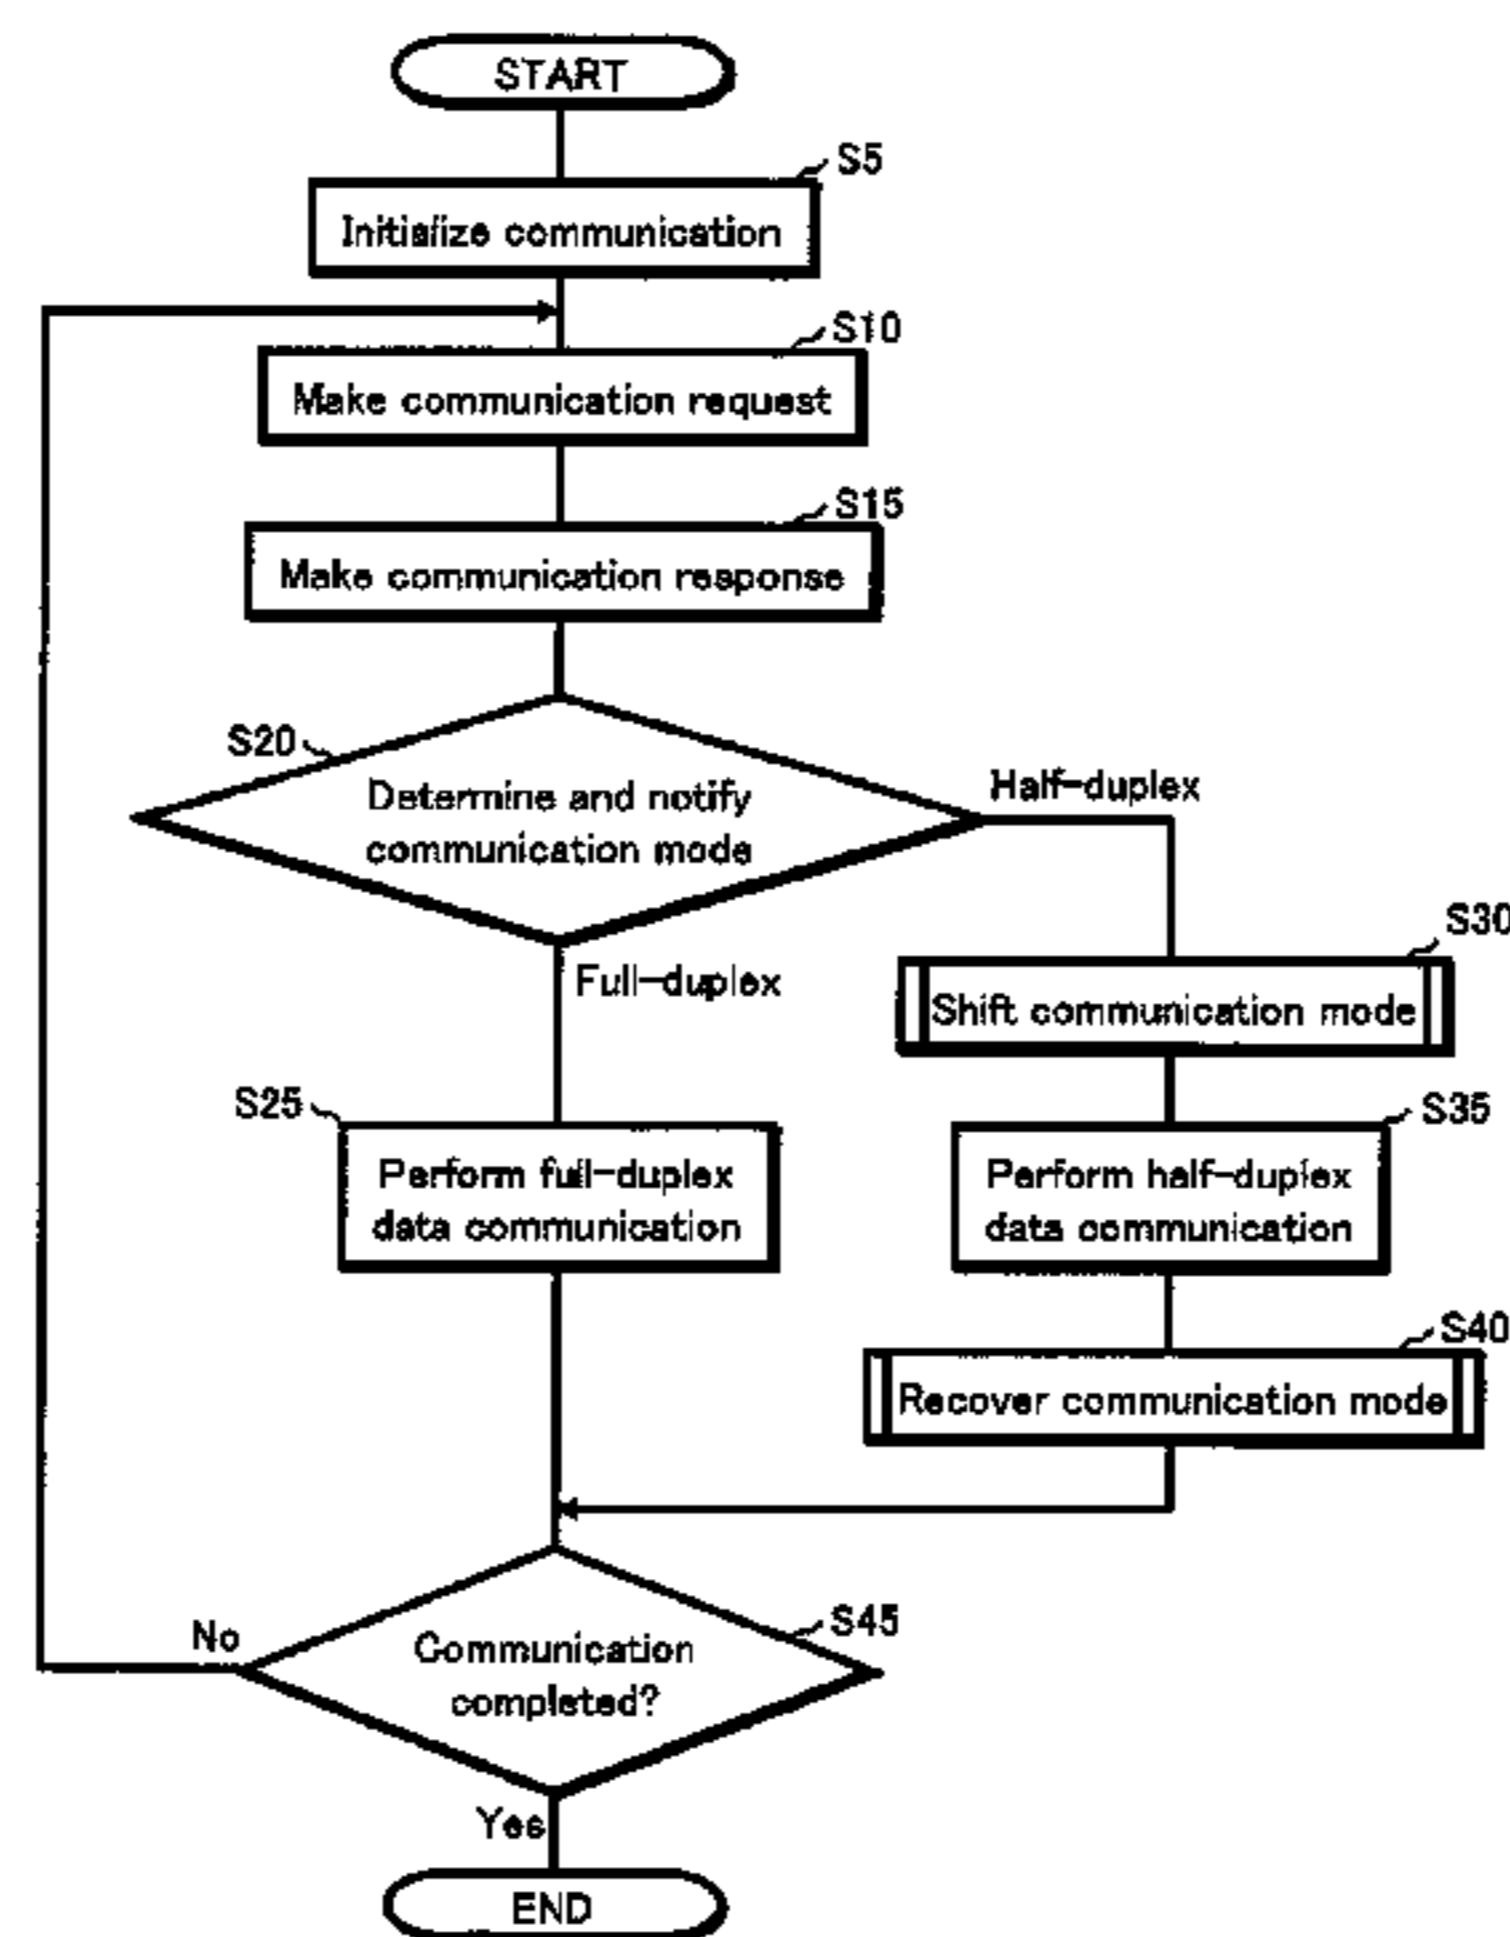 START
S5
Initialize communication
S10
Make communication request
S15
Make communication response
S20
Determine and notify
communication mode
Half-duplex
Full-duplex
S30
Shift communication mode
S25
Perform full-duplex
data communication
S35
Perform half-duplex
data communication
S40
Recover communication mode
S45
Communication
completed?
No
Yes
END